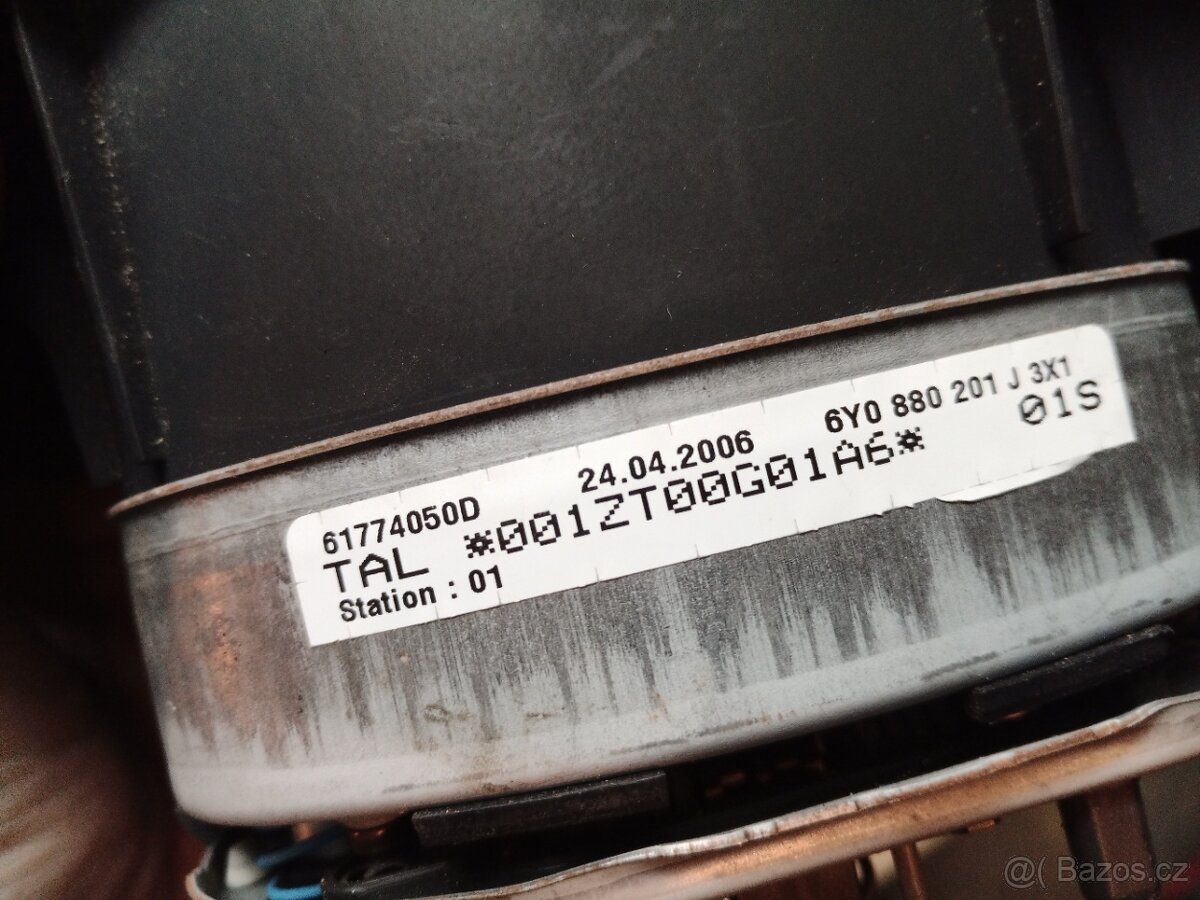 61774050D 24.04.2006 6Y0 880 201 J 3X1
TAL *001ZT00G01A6* 01S
Station : 01
@( Bazos.cz